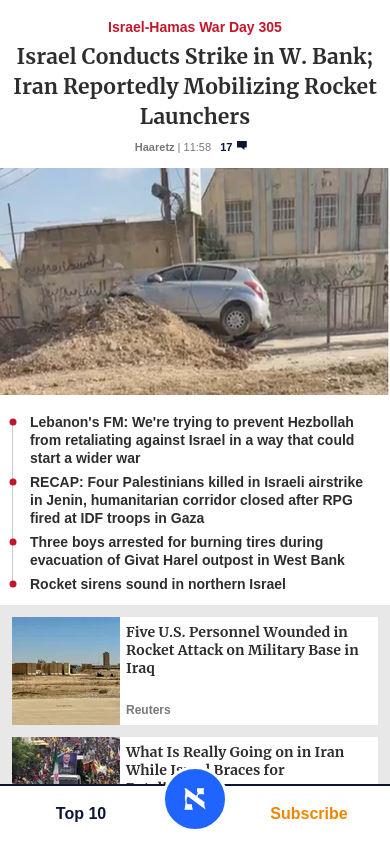 Israel-Hamas War Day 305
Israel Conducts Strike in W. Bank;
Iran Reportedly Mobilizing Rocket
Launchers
Haaretz | 11:58 17
Lebanon's FM: We're trying to prevent Hezbollah
from retaliating against Israel in a way that could
start a wider war
RECAP: Four Palestinians killed in Israeli airstrike
in Jenin, humanitarian corridor closed after RPG
fired at IDF troops in Gaza
Three boys arrested for burning tires during
evacuation of Givat Harel outpost in West Bank
Rocket sirens sound in northern Israel
Five U.S. Personnel Wounded in
Rocket Attack on Military Base in
Iraq
Reuters
What Is Really Going on in Iran
While Braces for
Top 10
Subscribe